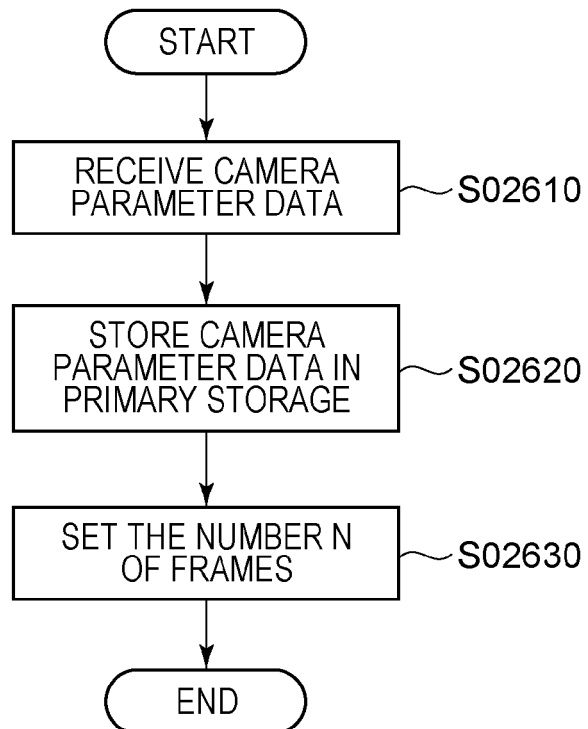 START
RECEIVE CAMERA
PARAMETER DATA
S02610
STORE CAMERA
PARAMETER DATA IN
PRIMARY STORAGE
S02620
SET THE NUMBER N
OF FRAMES
S02630
END